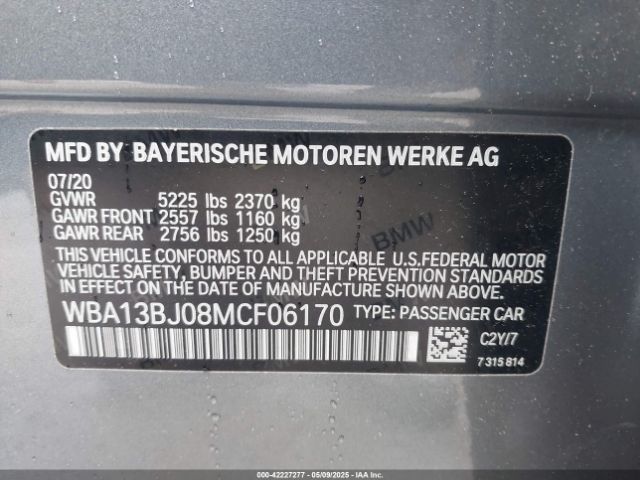 MFD BY BAYERISCHE MOTOREN WERKE AG
07/20
GVWR 5225 lbs 2370 kg
GAWR FRONT 2557 lbs 1160 kg
GAWR REAR 2756 lbs 1250 kg
THIS VEHICLE CONFORMS TO ALL APPLICABLE U.S.FEDERAL MOTOR
VEHICLE SAFETY, BUMPER AND THEFT PREVENTION STANDARDS
IN EFFECT ON THE DATE OF MANUFACTURE SHOWN ABOVE.
WBA13BJ08MCF06170 TYPE: PASSENGER CAR
C2Y/7
7 315 814
BMW
000-42227277 - 05/09/2025 - IAA Inc.